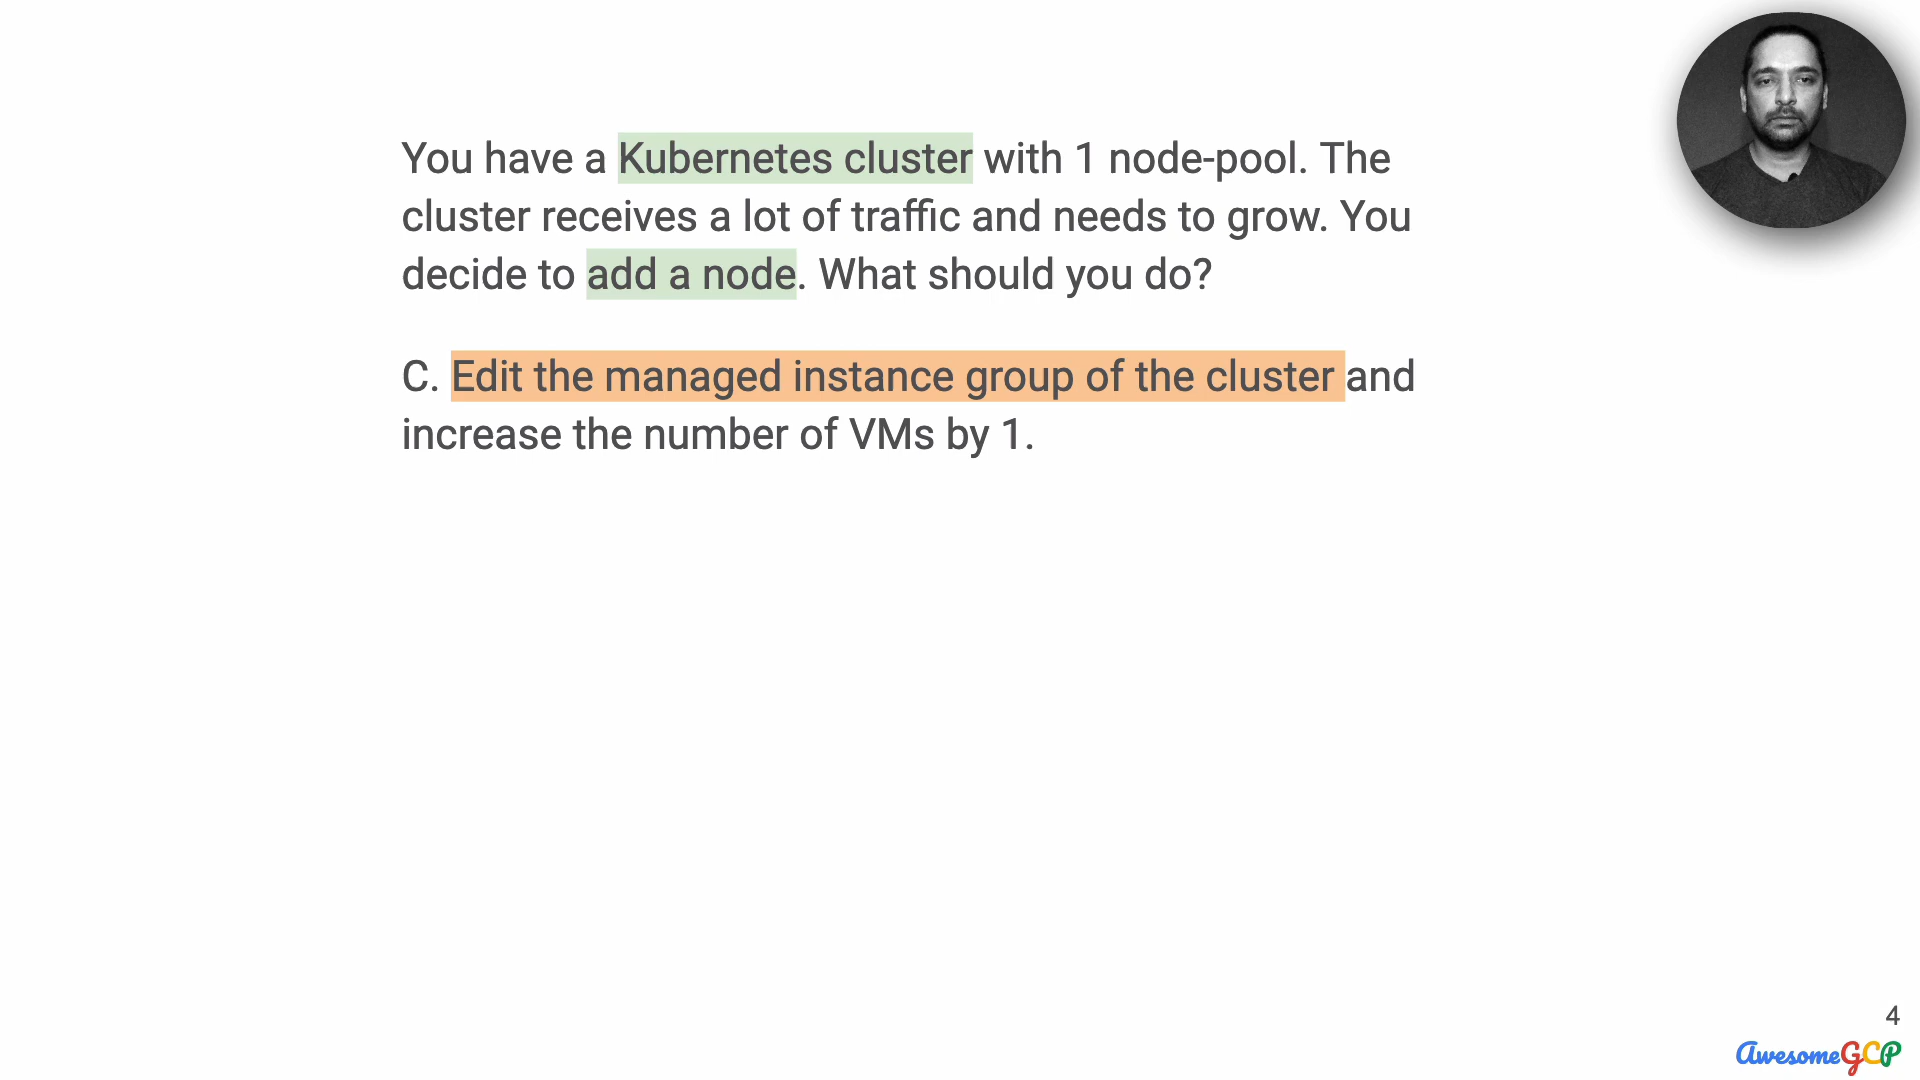 You have a Kubernetes cluster with 1 node-pool. The
cluster receives a lot of traffic and needs to grow. You
decide to add a node. What should you do?
C. Edit the managed instance group of the cluster and
increase the number of VMs by 1.
4
AwesomeGCP